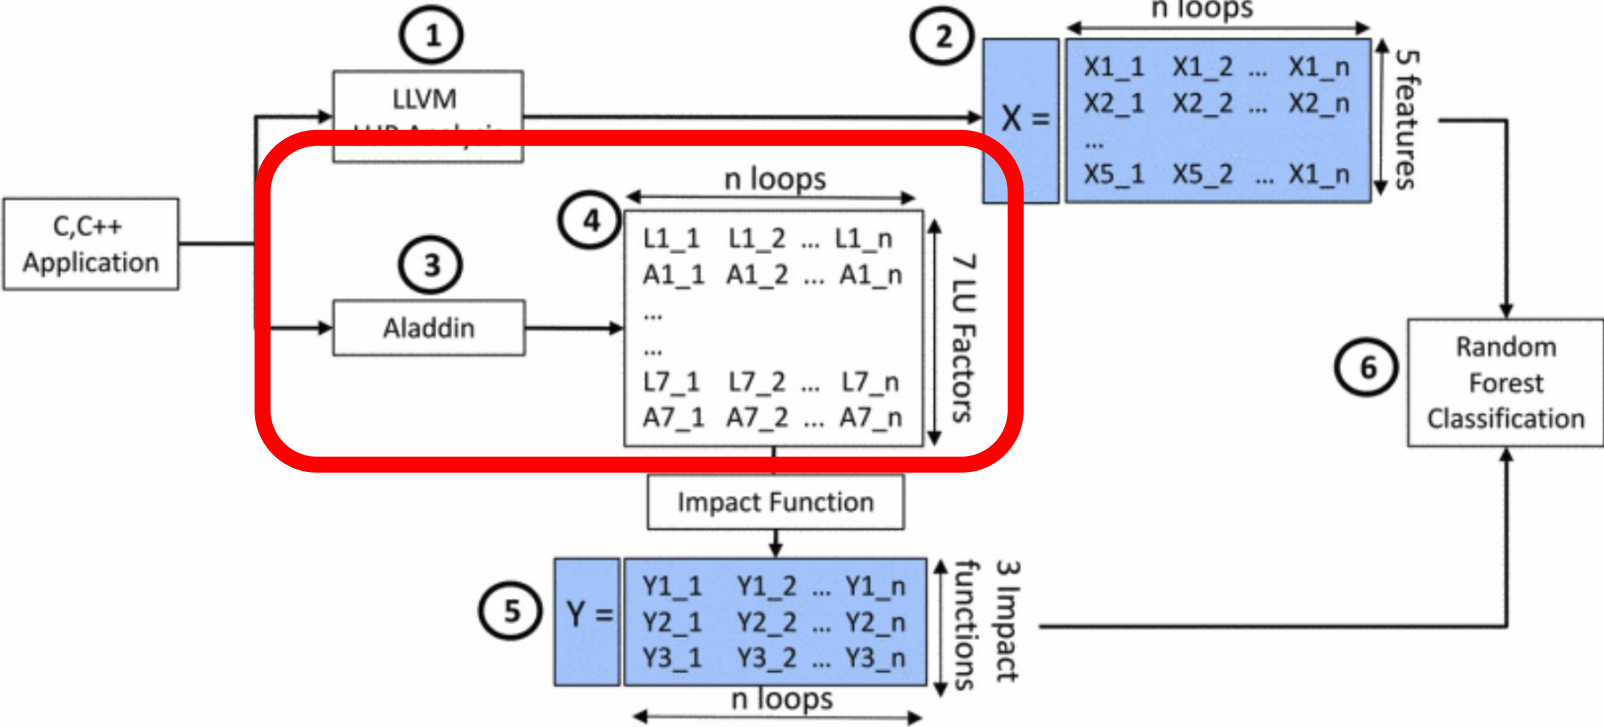 1
LLVM
2
n loops
X =
X1_1 X1_2 ... X1_n
X2_1 X2_2 ... X2_n
...
X5_1 X5_2 ... X1_n
5 features
C,C++
Application
3
Aladdin
4
n loops
L1_1 L1_2 ... L1_n
A1_1 A1_2 ... A1_n
...
...
L7_1 L7_2 ... L7_n
A7_1 A7_2 ... A7_n
7 LU Factors
Impact Function
5
Y =
Y1_1 Y1_2 ... Y1_n
Y2_1 Y2_2 ... Y2_n
Y3_1 Y3_2 ... Y3_n
n loops
3 Impact
functions
6
Random
Forest
Classification